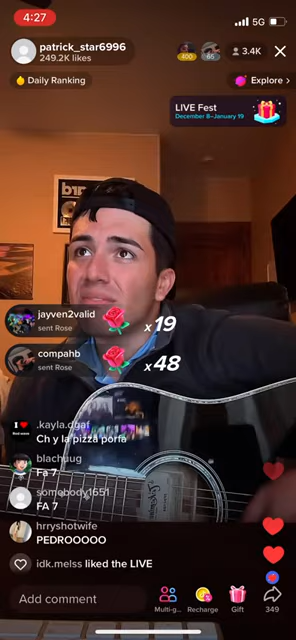 4:27
5G
patrick_star6996
249.2K likes
400
65
3.4K
Daily Ranking
Explore >
LIVE Fest
December 8–January 19
jayven2valid
sent Rose
x19
compahb
sent Rose
x48
.kayla.dgaf
Ch y la pizza porfa
blachuug
Fa 7
somebody1651
FA 7
hrryshotwife
PEDROOOOO
idk.melss liked the LIVE
Add comment
Multi-g...
Recharge
Gift
349